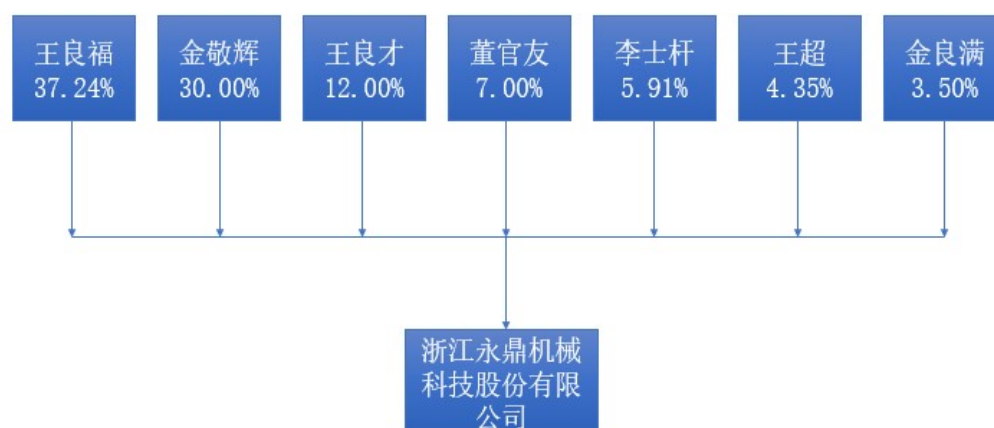 王良福
37.24%
金敬辉
30.00%
王良才
12.00%
董官友
7.00%
李士杆
5.91%
王超
4.35%
金良满
3.50%
浙江永鼎机械
科技股份有限
公司